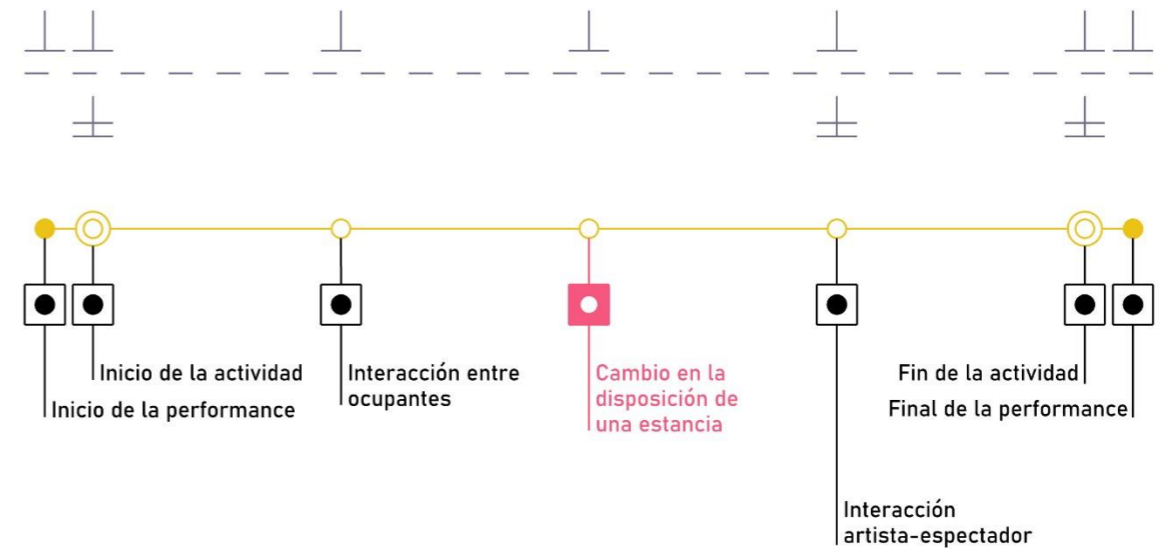 Inicio de la actividad
Inicio de la performance
Interacción entre
ocupantes
Cambio en la
disposición de
una estancia
Interacción
artista-espectador
Fin de la actividad
Final de la performance